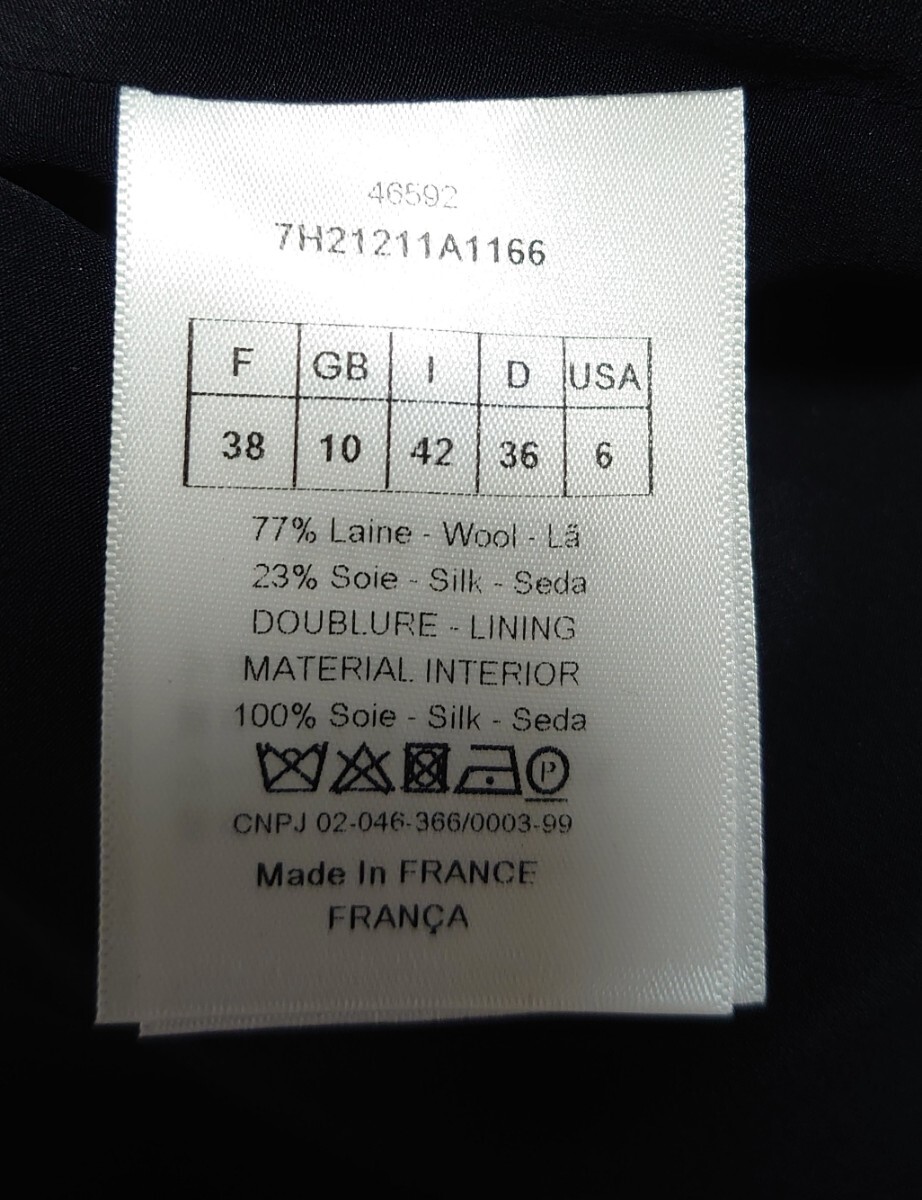 46592
7H21211A1166
F GB I D USA
38 10 42 36 6
77% Laine - Wool - Lã
23% Soie - Silk - Seda
DOUBLURE - LINING
MATERIAL INTERIOR
100% Soie - Silk - Seda
P
CNPJ 02-046-366/0003-99
Made In FRANCE
FRANÇA